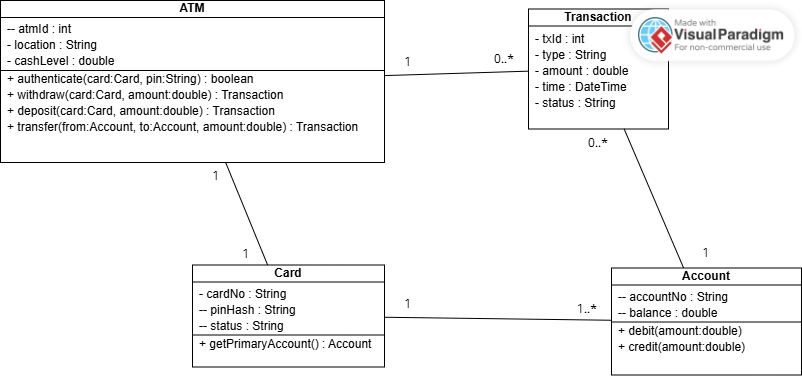 ATM
-- atmId : int
- location : String
- cashLevel : double
+ authenticate(card:Card, pin:String) : boolean
+ withdraw(card:Card, amount:double) : Transaction
+ deposit(card:Card, amount:double) : Transaction
+ transfer(from:Account, to:Account, amount:double) : Transaction
1
0..*
Transaction
- txId : int
- type : String
- amount : double
- time : DateTime
- status : String
Made with
VisualParadigm
For non-commercial use
0..*
1
1
1
Card
- cardNo : String
-- pinHash : String
-- status : String
+ getPrimaryAccount() : Account
1
1..*
Account
-- accountNo : String
-- balance : double
+ debit(amount:double)
+ credit(amount:double)